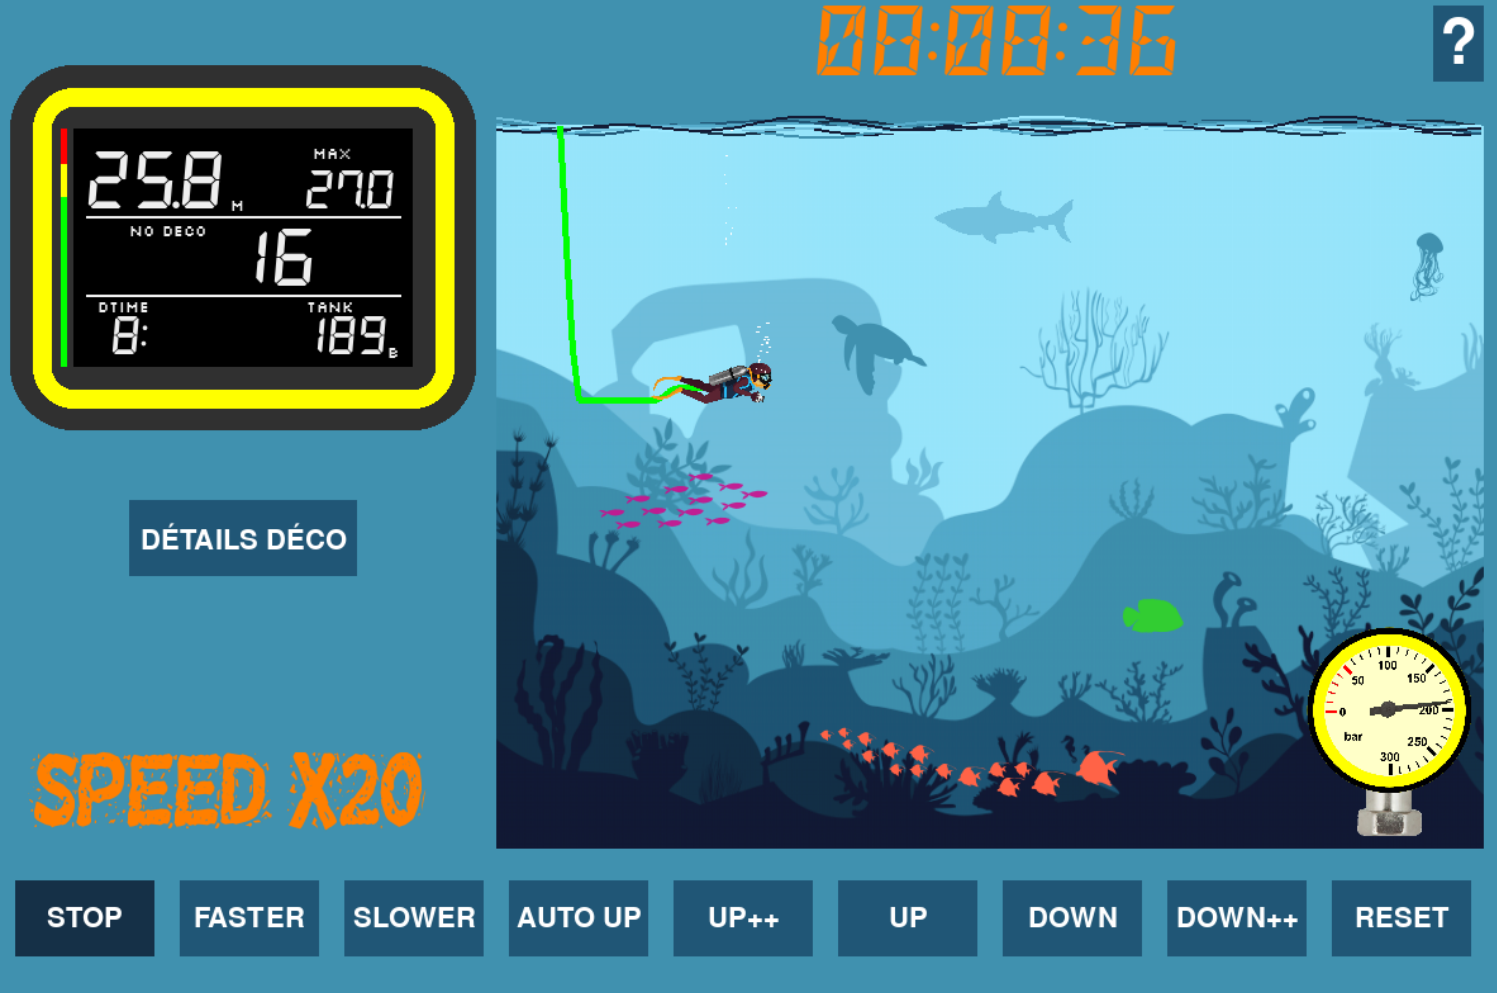 00:08:36
?
25.8 M
MAX
27.0
NO DECO
16
DTIME
8:
TANK
189 B
DÉTAILS DÉCO
SPEED X20
0
50
100
150
200
250
300
bar
STOP
FASTER
SLOWER
AUTO UP
UP++
UP
DOWN
DOWN++
RESET